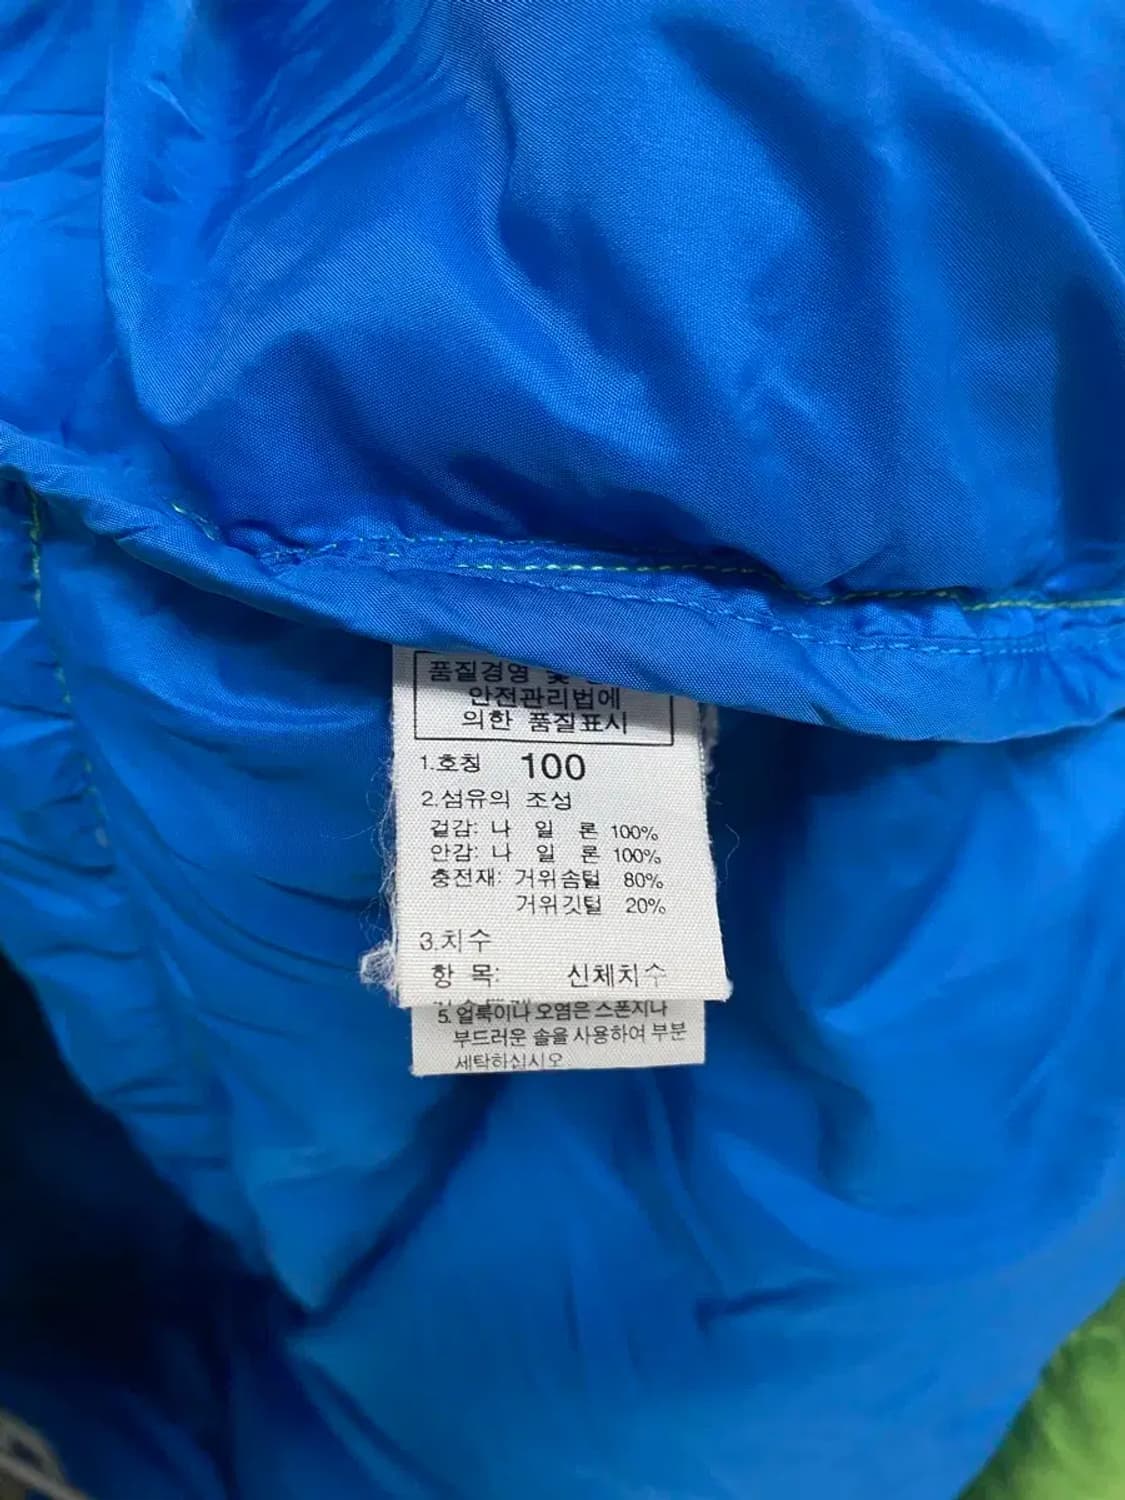 품질경영 및
안전관리법에
의한 품질표시
1.호칭 100
2.섬유의 조성
겉감: 나 일 론 100%
안감: 나 일 론 100%
충전재: 거위솜털 80%
거위깃털 20%
3.치수
항 목: 신체치수
5. 얼룩이나 오염은 스폰지나
부드러운 솔을 사용하여 부분
세탁하십시오